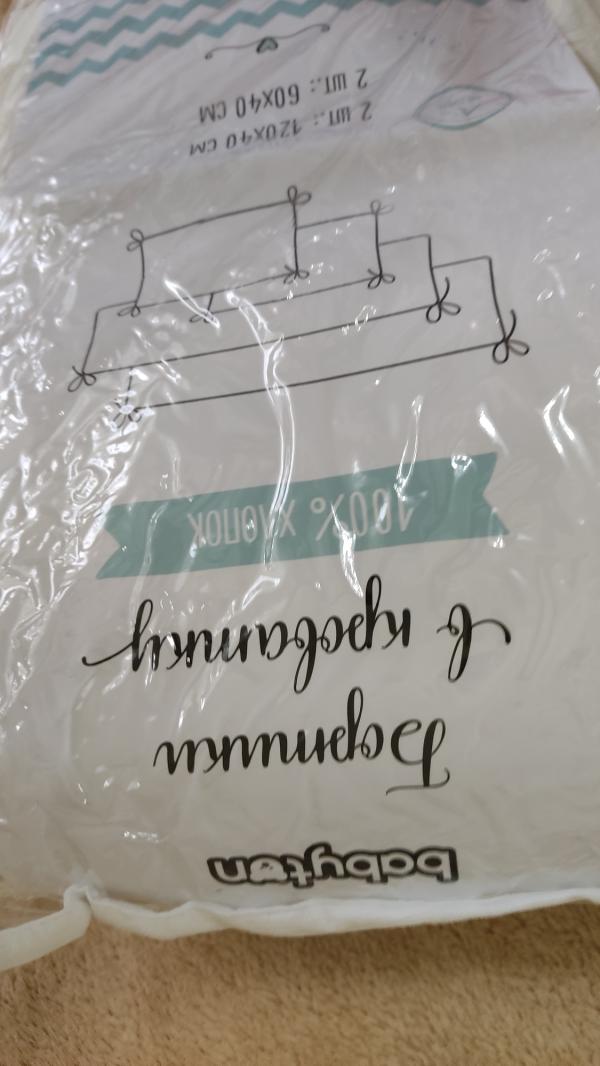 babyton
Бортики
в кроватку
100% ХЛОПОК
2 ШТ.: 120Х40 СМ
2 ШТ.: 60Х40 СМ